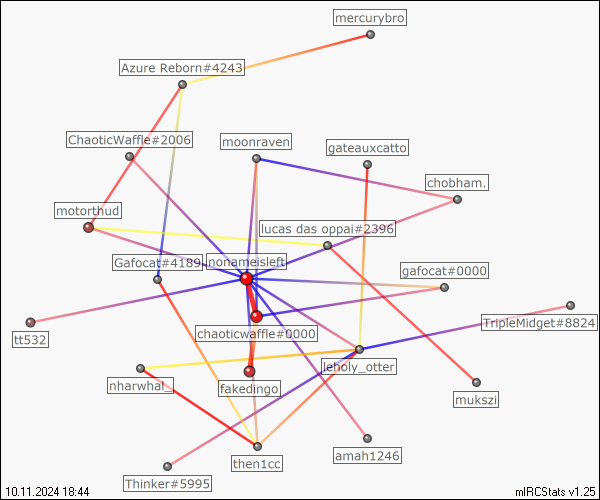 mercurybro
Azure Reborn#4243
ChaoticWaffle#2006
moonraven
gateauxcatto
chobham.
motorthud
lucas das oppai#2396
Gafocat#4189
nonameisleft
gafocat#0000
TripleMidget#8824
tt532
chaoticwaffle#0000
leholy_otter
nharwhal_
fakedingo
mukszi
amah1246
then1cc
Thinker#5995
10.11.2024 18:44
mIRCStats v1.25